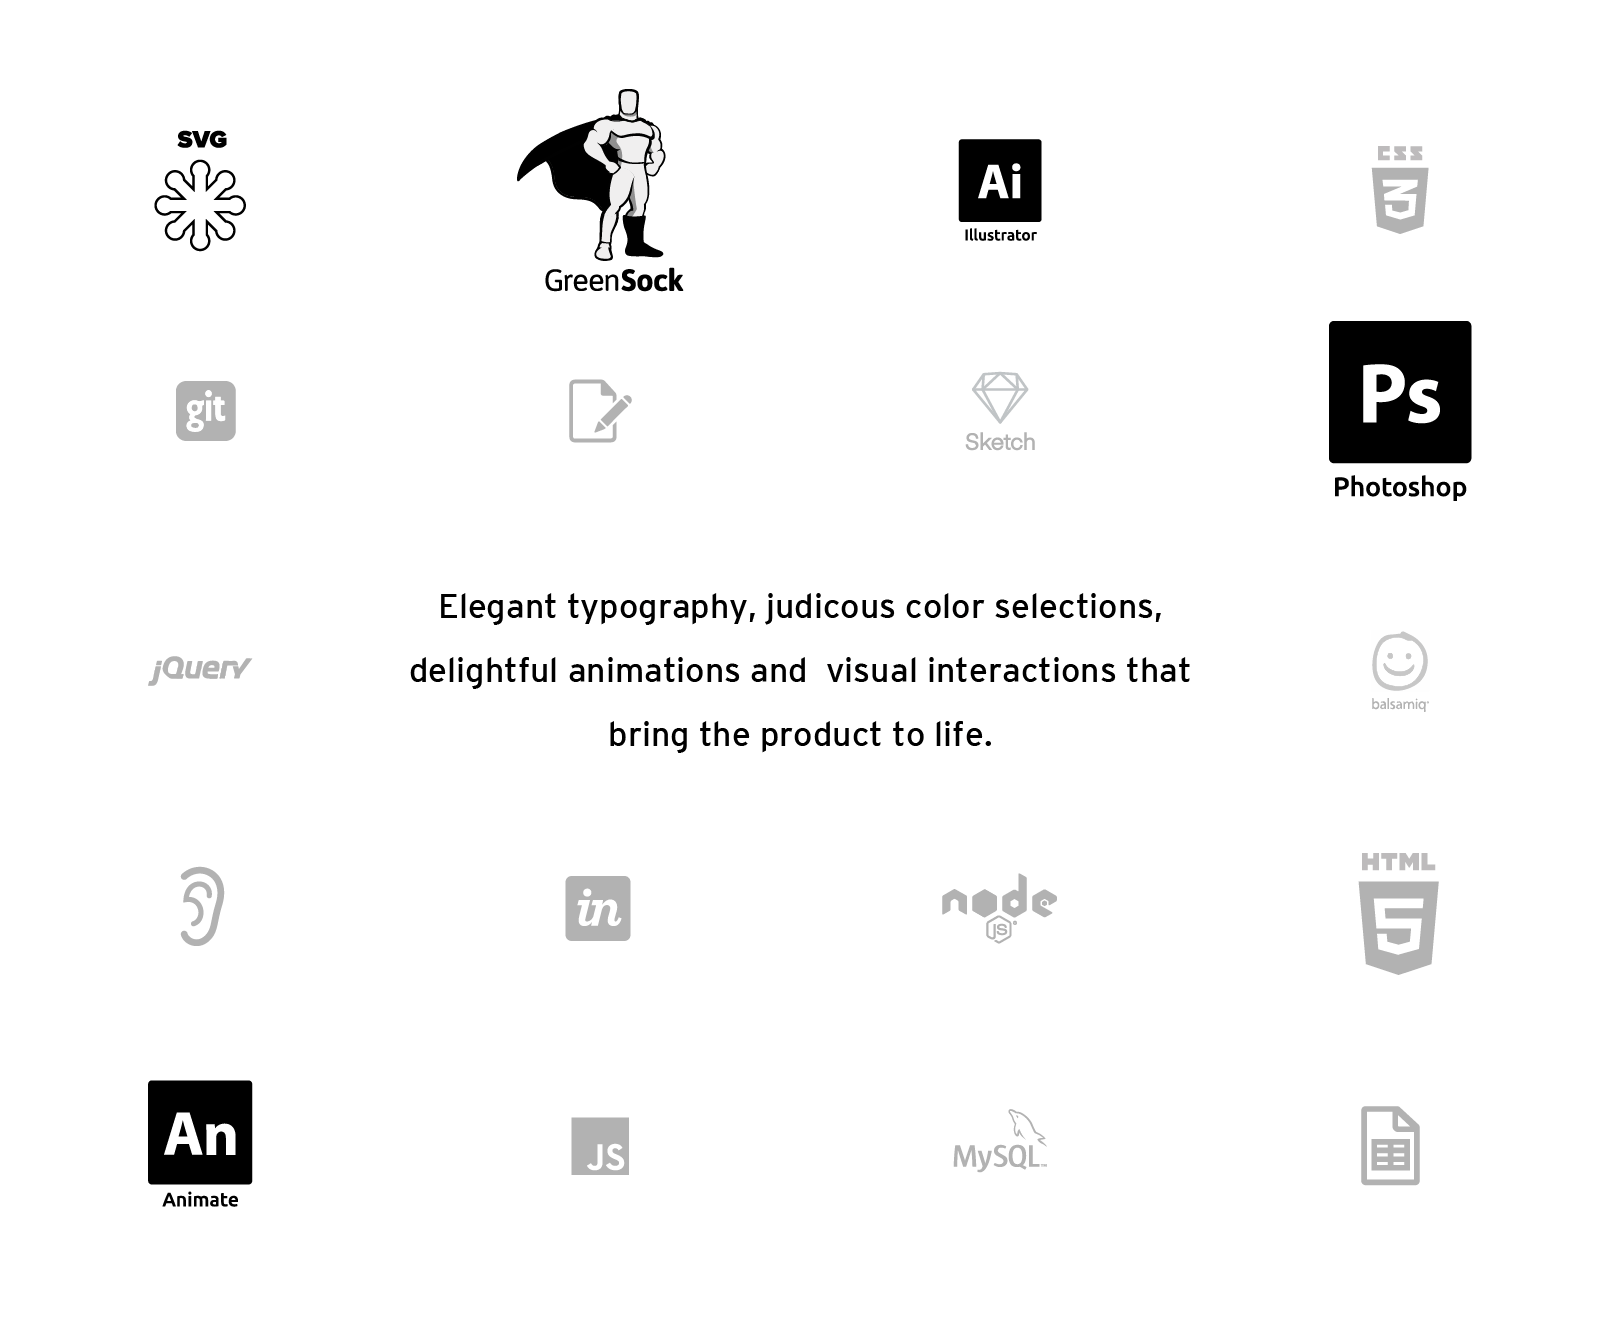 SVG
GreenSock
Ai
Illustrator
CSS
3
git
Sketch
Ps
Photoshop
Elegant typography, judicous color selections,
delightful animations and  visual interactions that
bring the product to life.
jQuery
balsamiq
in
node
JS
HTML
5
An
Animate
JS
MySQL